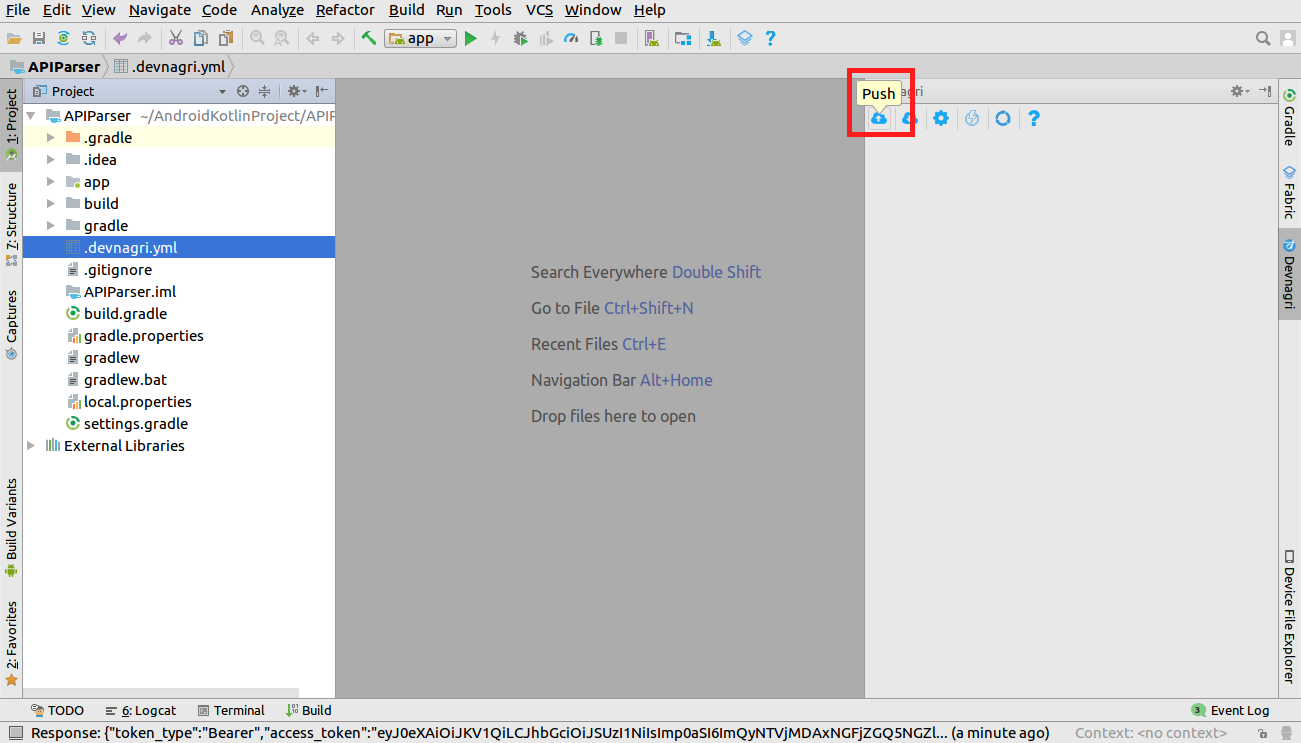 File Edit View Navigate Code Analyze Refactor Build Run Tools VCS Window Help
app
APIParser .devnagri.yml
Project
Push
agri
1: Project
7: Structure
Captures
Build Variants
2: Favorites
APIParser ~/AndroidKotlinProject/APIP
.gradle
.idea
app
build
gradle
.devnagri.yml
.gitignore
APIParser.iml
build.gradle
gradle.properties
gradlew
gradlew.bat
local.properties
settings.gradle
External Libraries
Search Everywhere Double Shift
Go to File Ctrl+Shift+N
Recent Files Ctrl+E
Navigation Bar Alt+Home
Drop files here to open
Gradle
Fabric
Devnagri
Device File Explorer
TODO 6: Logcat Terminal Build 3 Event Log
Response: {"token_type":"Bearer","access_token":"eyJ0eXAiOiJKV1QiLCJhbGciOiJSUzI1NiIsImp0aSI6ImQyNTVjMDAxNGFjZGQ5NGZl... (a minute ago) Context: <no context>